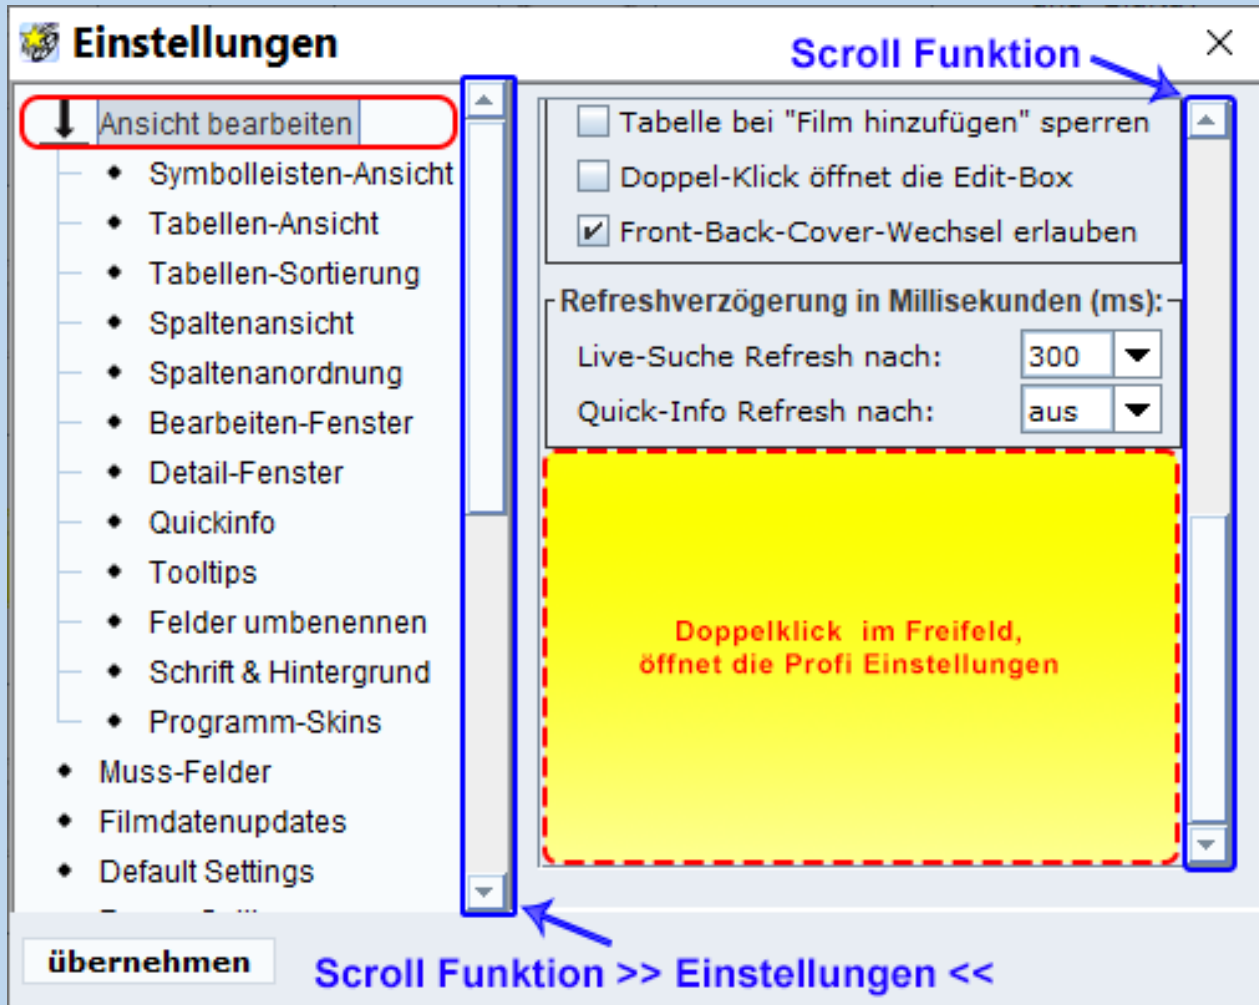 Einstellungen
Scroll Funktion
Ansicht bearbeiten
Symbolleisten-Ansicht
Tabellen-Ansicht
Tabellen-Sortierung
Spaltenansicht
Spaltenanordnung
Bearbeiten-Fenster
Detail-Fenster
Quickinfo
Tooltips
Felder umbenennen
Schrift & Hintergrund
Programm-Skins
Muss-Felder
Filmdatenupdates
Default Settings
Tabelle bei "Film hinzufügen" sperren
Doppel-Klick öffnet die Edit-Box
Front-Back-Cover-Wechsel erlauben
Refreshverzögerung in Millisekunden (ms):
Live-Suche Refresh nach: 300
Quick-Info Refresh nach: aus
Doppelklick im Freifeld,
öffnet die Profi Einstellungen
übernehmen
Scroll Funktion >> Einstellungen <<